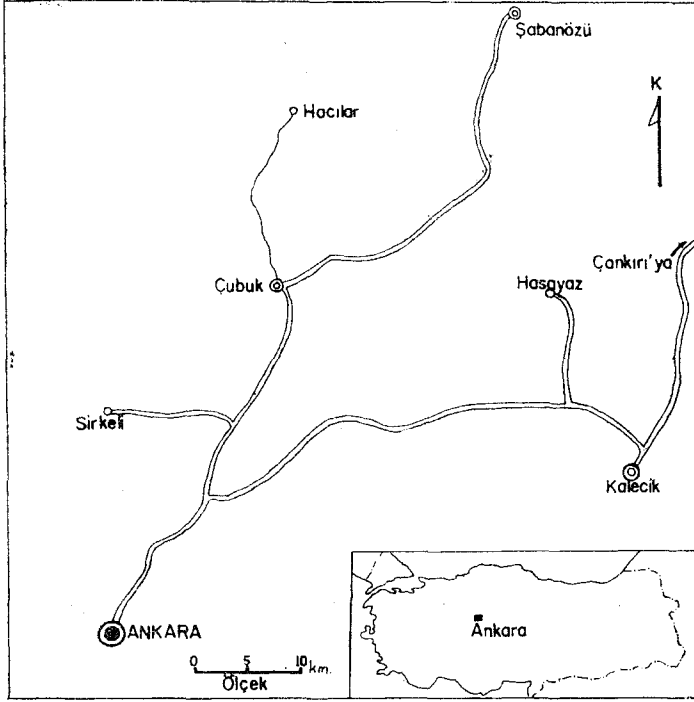 Şabanözü
Hacılar
K
Çankırı'ya
Çubuk
Hasayaz
Sirkeli
Kalecik
ANKARA
Ankara
0 5 10 km.
Ölçek